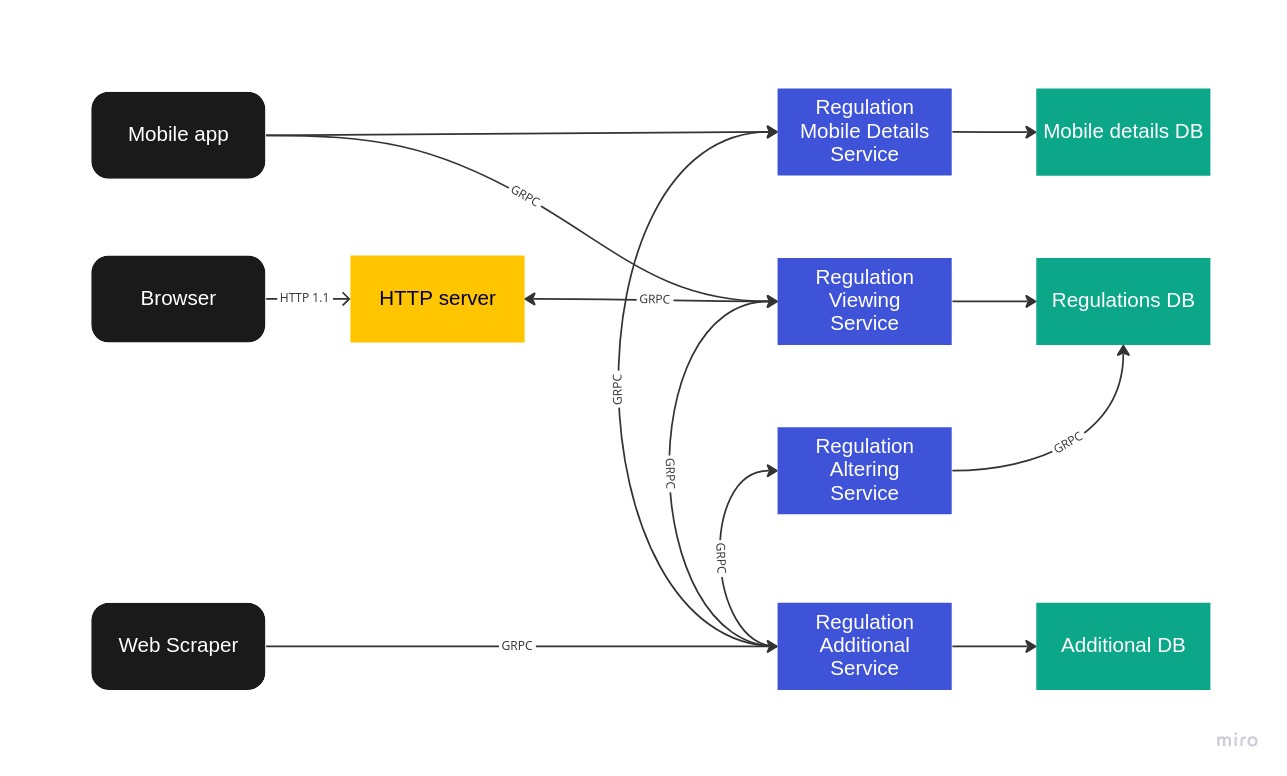 Mobile app
GRPC
Regulation
Mobile Details
Service
Mobile details DB
Browser
HTTP 1.1
HTTP server
GRPC
Regulation
Viewing
Service
Regulations DB
GRPC
GRPC
GRPC
Regulation
Altering
Service
GRPC
Web Scraper
GRPC
Regulation
Additional
Service
Additional DB
miro